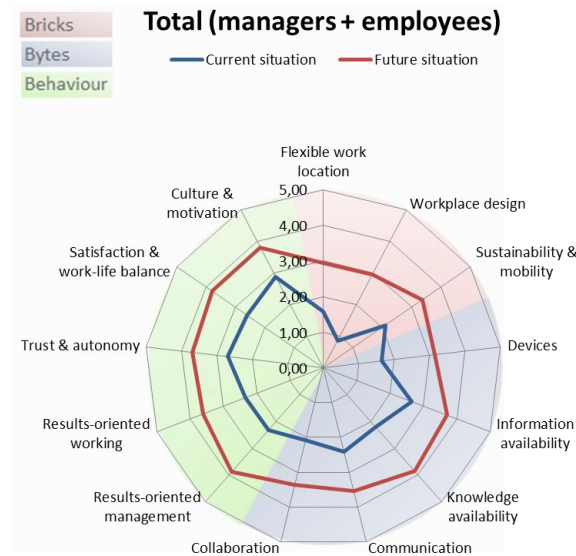 Bricks
Bytes
Behaviour
Total (managers + employees)
Current situation
Future situation
Flexible work
location
Workplace design
Sustainability &
mobility
Devices
Information
availability
Knowledge
availability
Communication
Collaboration
Results-oriented
management
Results-oriented
working
Trust & autonomy
Satisfaction &
work-life balance
Culture &
motivation
5,00
4,00
3,00
2,00
1,00
0,00